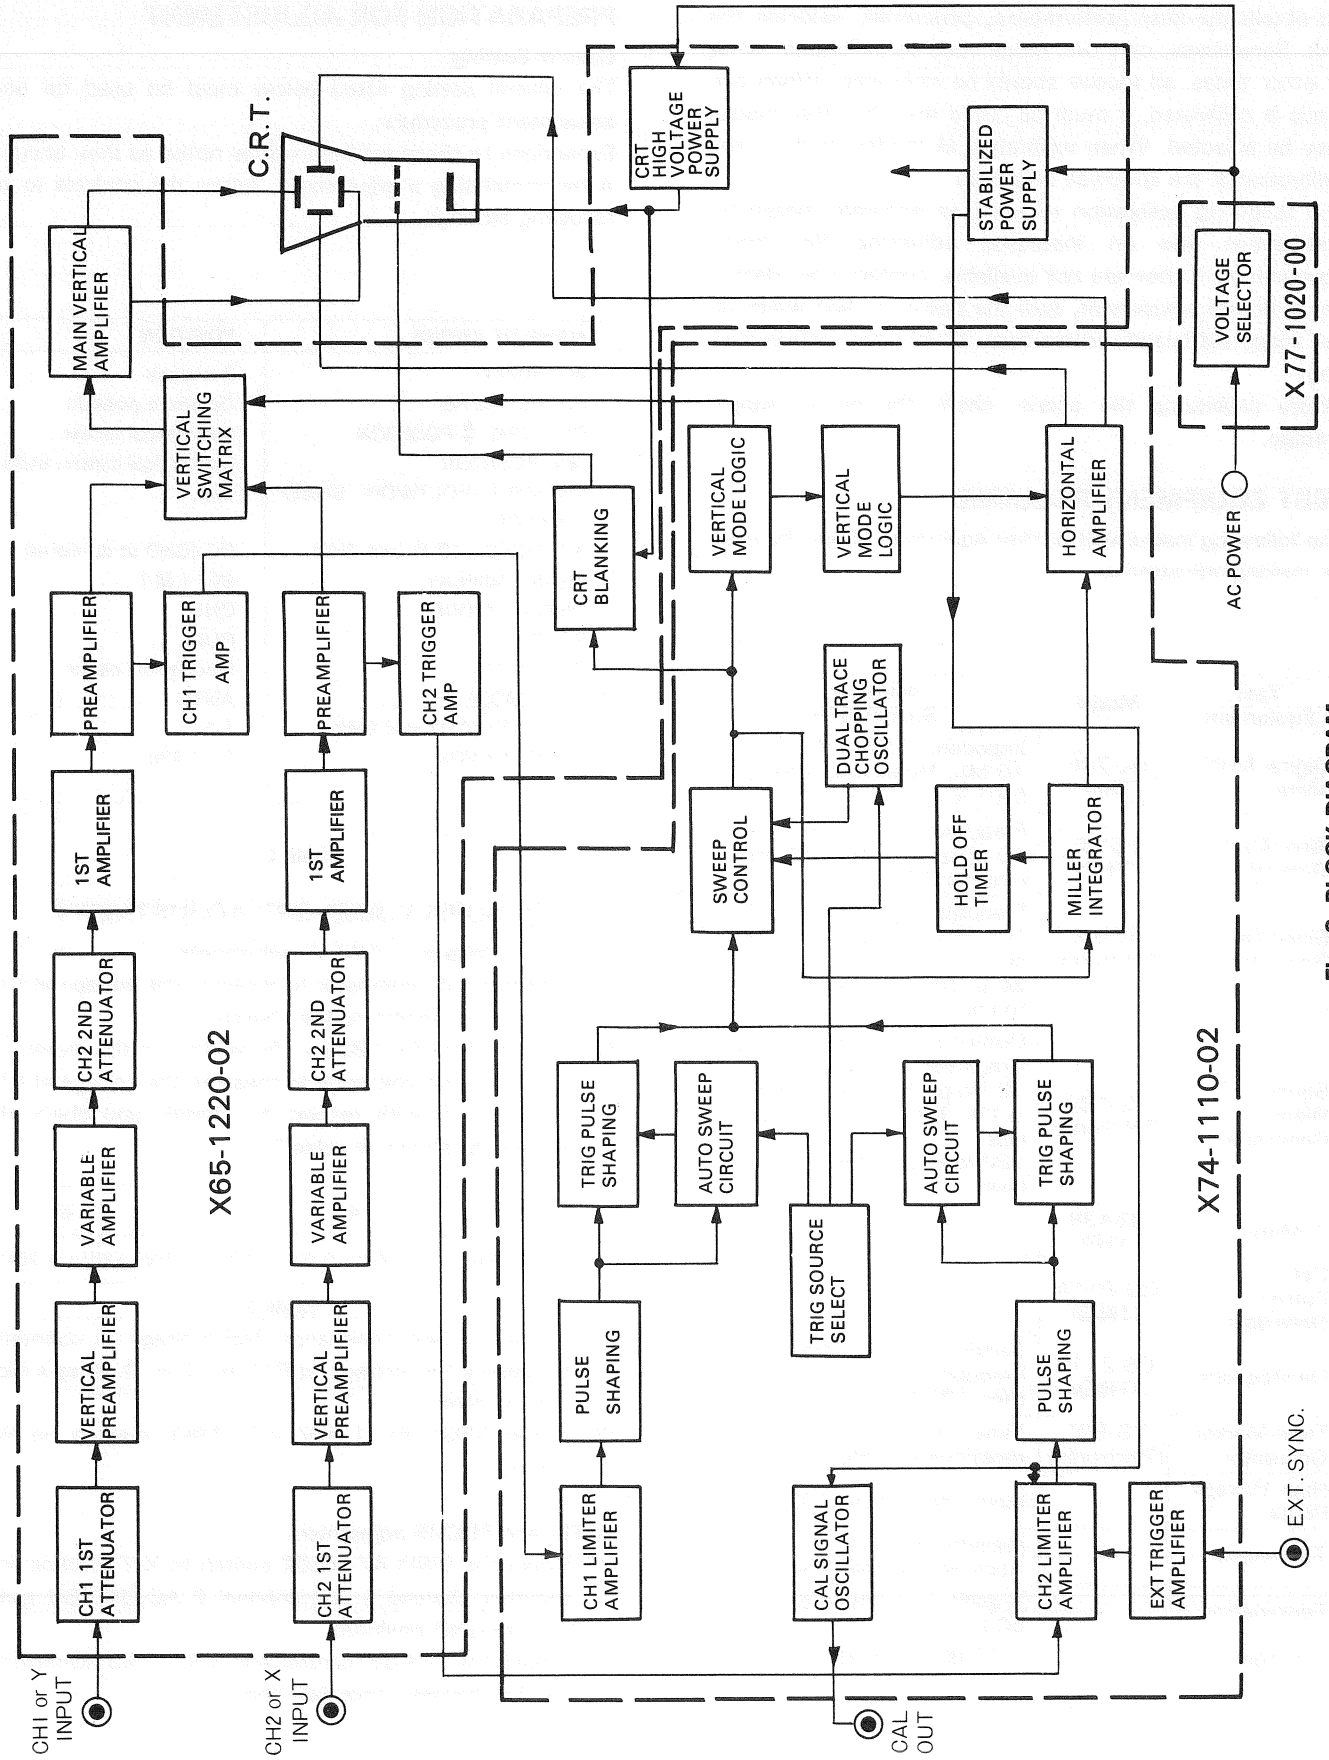 CH1 or Y
INPUT
CH1 1ST
ATTENUATOR
VERTICAL
PREAMPLIFIER
VARIABLE
AMPLIFIER
CH2 2ND
ATTENUATOR
1ST
AMPLIFIER
PREAMPLIFIER
CH1 TRIGGER
AMP
VERTICAL
SWITCHING
MATRIX
MAIN VERTICAL
AMPLIFIER
C.R.T.
X65-1220-02
CH2 or X
INPUT
CH2 1ST
ATTENUATOR
VERTICAL
PREAMPLIFIER
VARIABLE
AMPLIFIER
CH2 2ND
ATTENUATOR
1ST
AMPLIFIER
PREAMPLIFIER
CH2 TRIGGER
AMP
CRT
BLANKING
CRT
HIGH
VOLTAGE
POWER
SUPPLY
CH1 LIMITER
AMPLIFIER
PULSE
SHAPING
TRIG PULSE
SHAPING
AUTO SWEEP
CIRCUIT
SWEEP
CONTROL
VERTICAL
MODE LOGIC
VERTICAL
MODE
LOGIC
DUAL TRACE
CHOPPING
OSCILLATOR
TRIG SOURCE
SELECT
CAL SIGNAL
OSCILLATOR
CAL
OUT
AUTO SWEEP
CIRCUIT
TRIG PULSE
SHAPING
HOLD OFF
TIMER
MILLER
INTEGRATOR
HORIZONTAL
AMPLIFIER
STABILIZED
POWER
SUPPLY
CH2 LIMITER
AMPLIFIER
PULSE
SHAPING
EXT TRIGGER
AMPLIFIER
EXT. SYNC.
X74-1110-02
AC POWER
VOLTAGE
SELECTOR
X77-1020-00